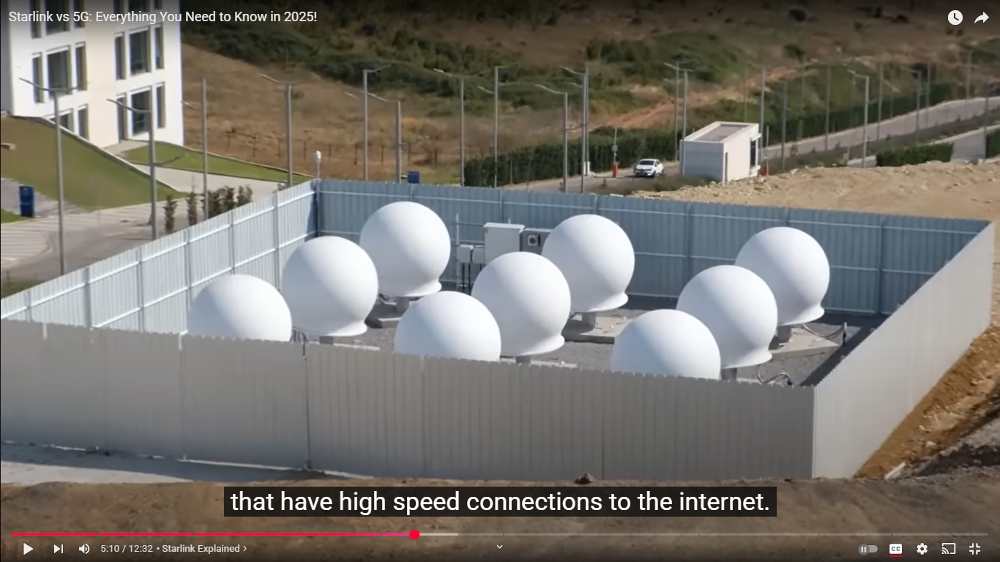 Starlink vs 5G: Everything You Need to Know in 2025!
that have high speed connections to the internet.
5:10 / 12:32 • Starlink Explained >
CC